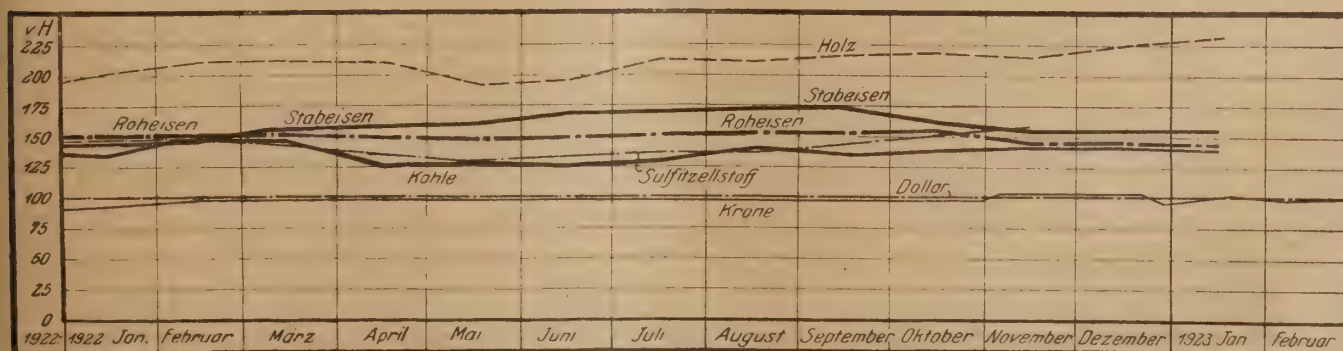 vH
225
Holz
200
175
Stabeisen
Stabeisen
Roheisen
Roheisen
150
125
Kohle
Sulfitzellstoff
100
Dollar
Krone
75
50
25
0
1922 1922 Jan. Februar März April Mai Juni Juli August September Oktober November Dezember 1923 Jan Februar